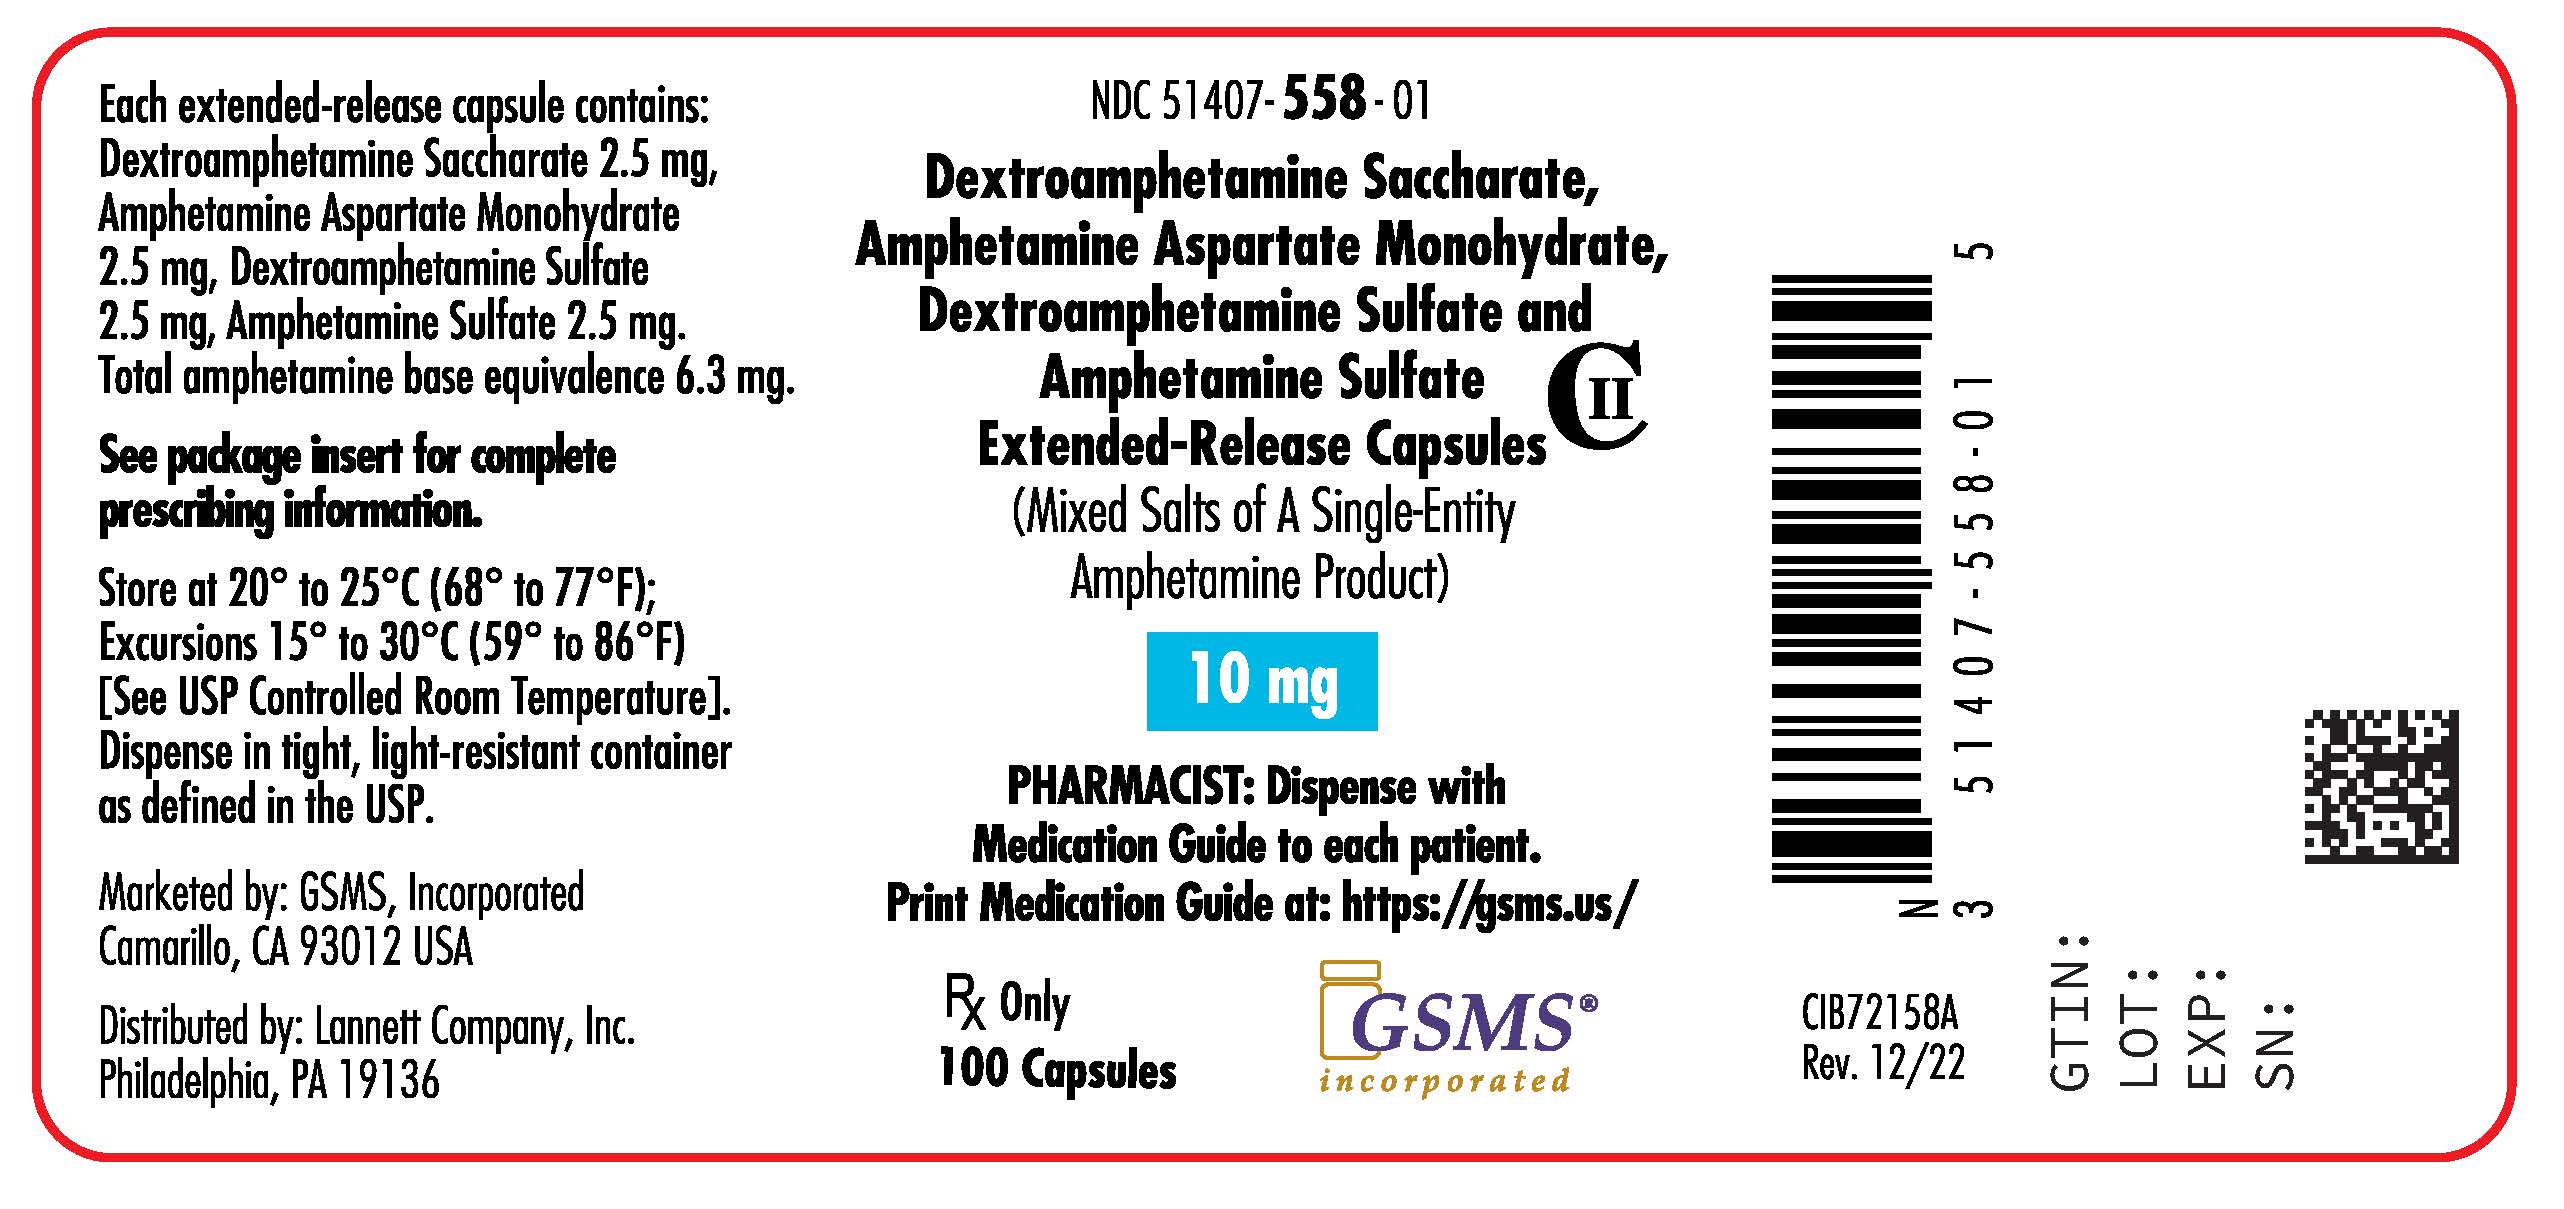 Each extended-release capsule contains:
Dextroamphetamine Saccharate 2.5 mg,
Amphetamine Aspartate Monohydrate
2.5 mg, Dextroamphetamine Sulfate
2.5 mg, Amphetamine Sulfate 2.5 mg.
Total amphetamine base equivalence 6.3 mg.
See package insert for complete
prescribing information.
Store at 20° to 25°C (68° to 77°F);
Excursions 15° to 30°C (59° to 86°F)
[See USP Controlled Room Temperature].
Dispense in tight, light-resistant container
as defined in the USP.
Marketed by: GSMS, Incorporated
Camarillo, CA 93012 USA
Distributed by: Lannett Company, Inc.
Philadelphia, PA 19136
NDC 51407-558-01
Dextroamphetamine Saccharate,
Amphetamine Aspartate Monohydrate,
Dextroamphetamine Sulfate and
Amphetamine Sulfate
Extended-Release Capsules
CII
(Mixed Salts of A Single-Entity
Amphetamine Product)
10 mg
PHARMACIST: Dispense with
Medication Guide to each patient.
Print Medication Guide at: https://gsms.us/
Rx Only
100 Capsules
GSMS®
incorporated
N
3 51407-558-01 5
CIB72158A
Rev. 12/22
GTIN:
LOT:
EXP:
SN: